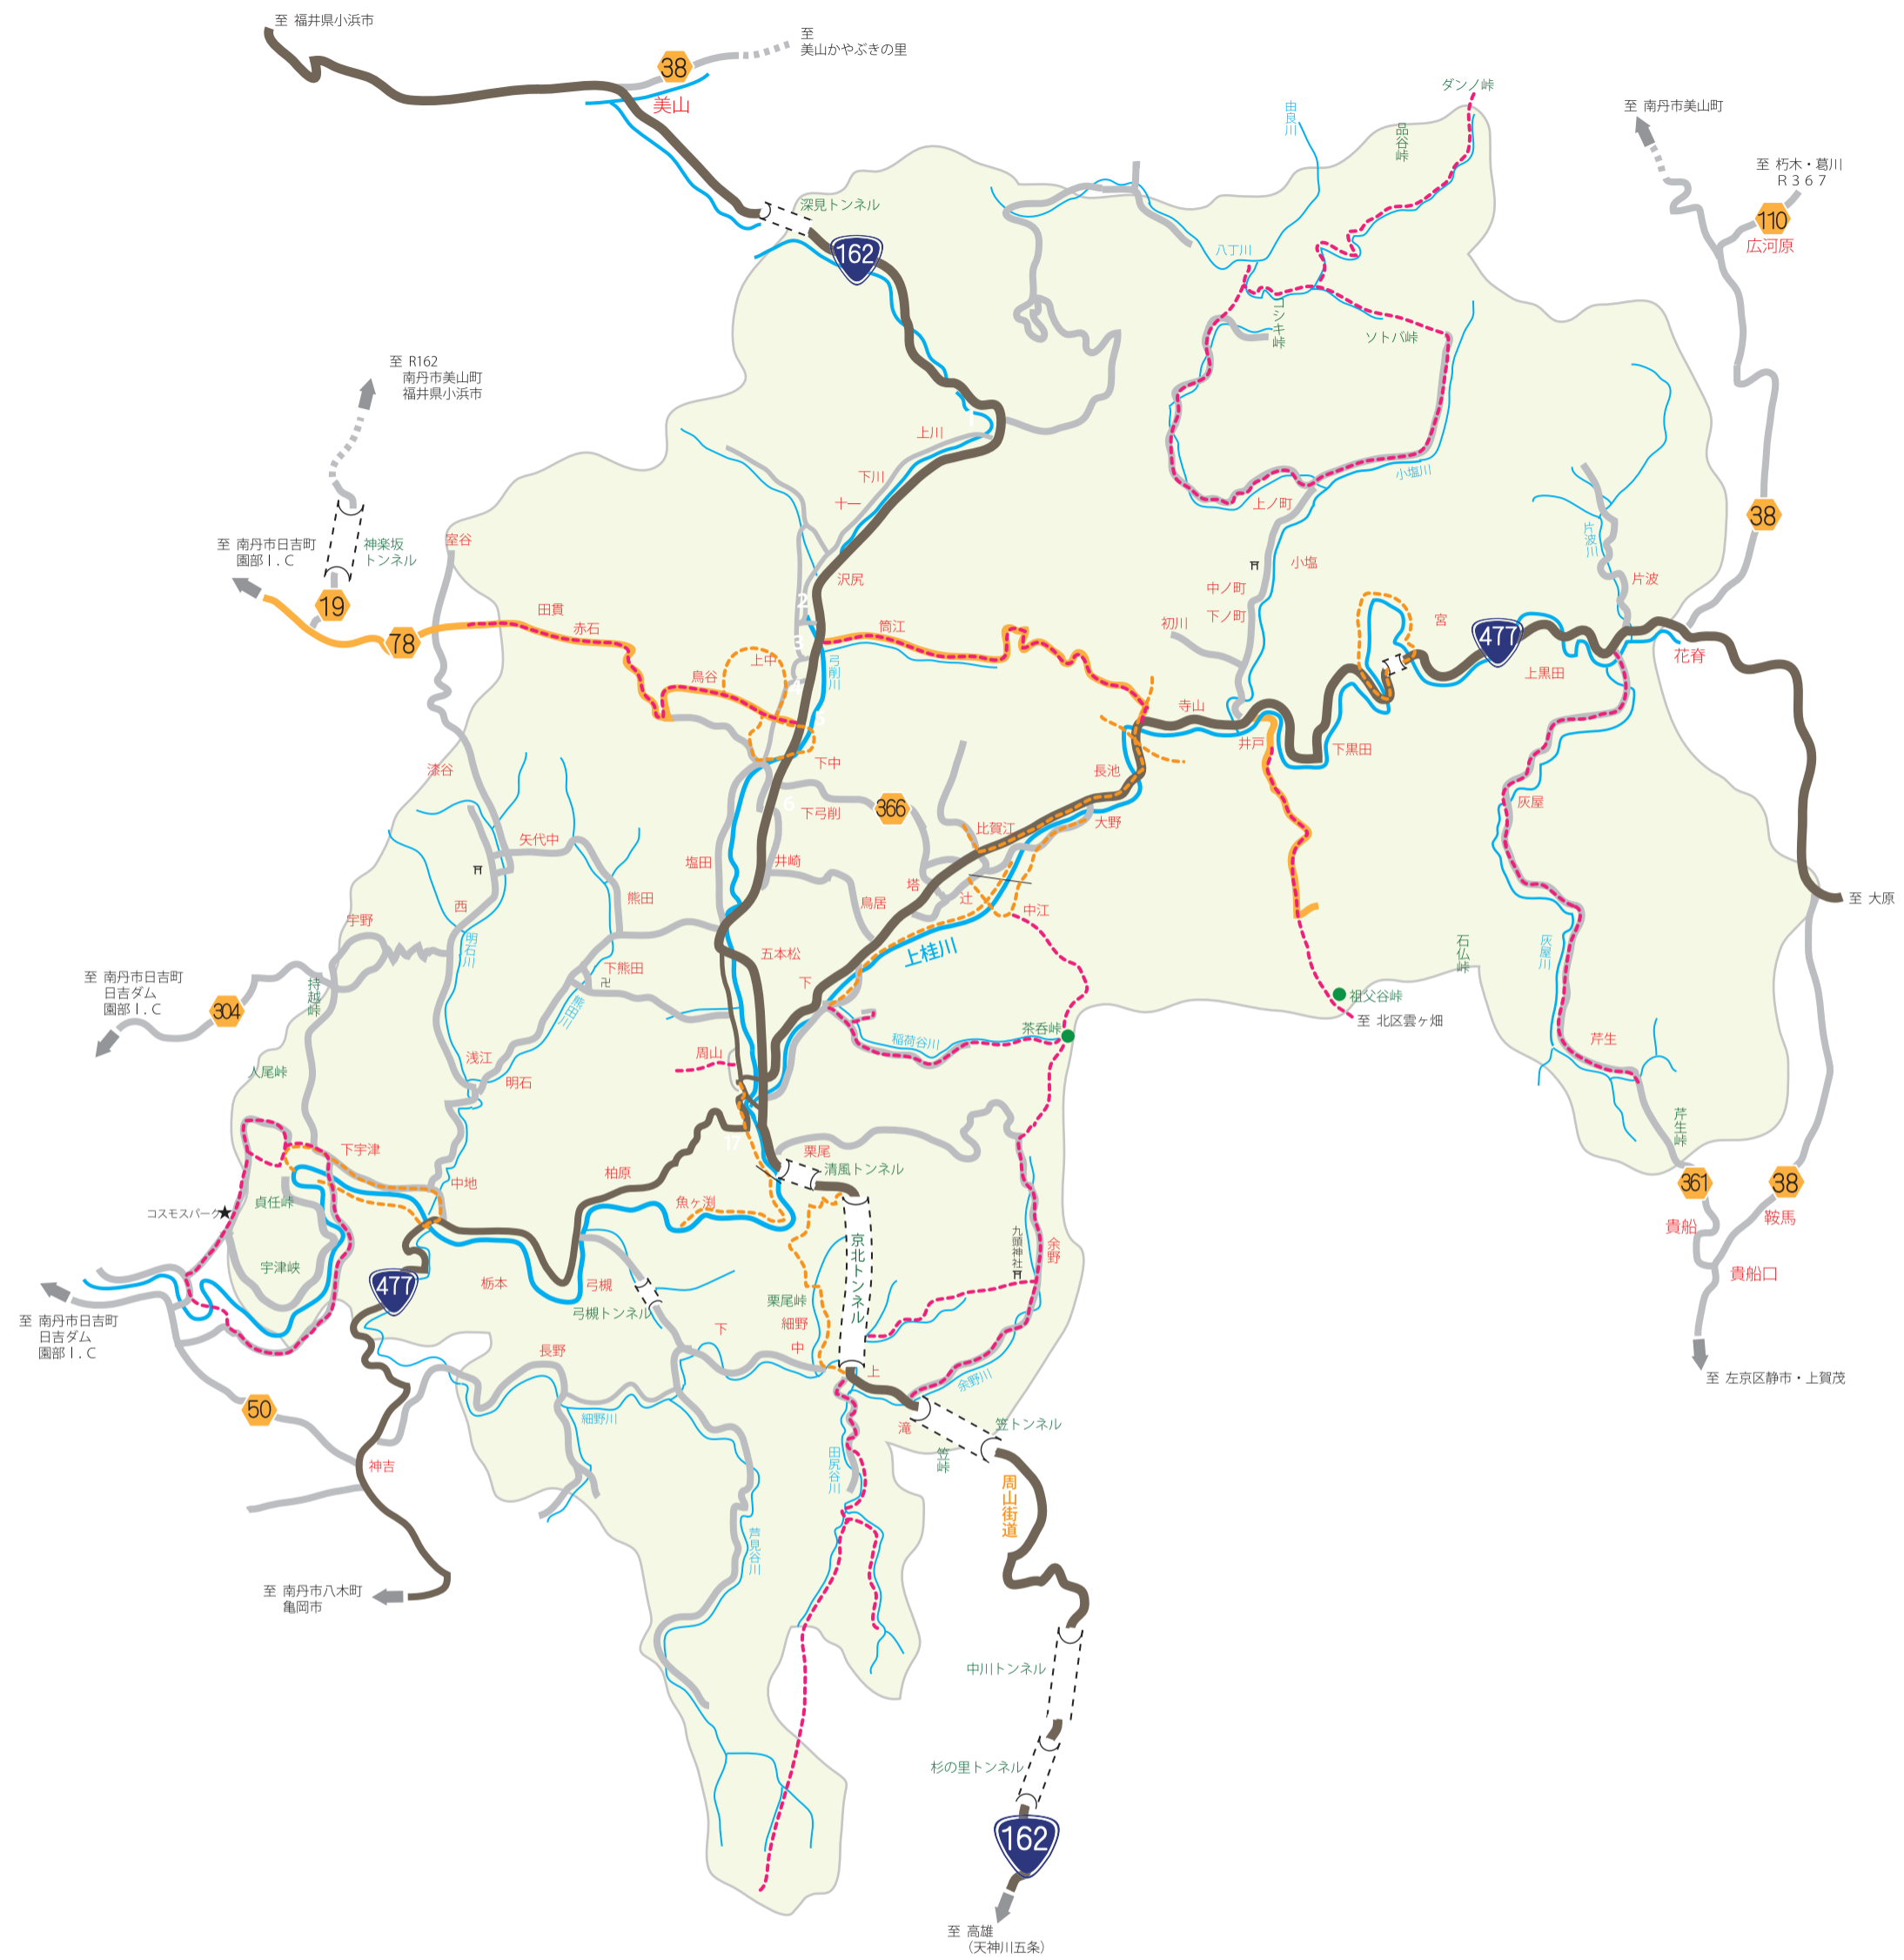 至 福井県小浜市
至
美山かやぶきの里
38
美山
ダンノ峠
由良川
品谷峠
至 南丹市美山町
至 朽木・葛川
R367
110
広河原
深見トンネル
162
八丁川
コシキ峠
ソトバ峠
至 R162
南丹市美山町
福井県小浜市
1
上川
下川
十一
小塩川
上ノ町
38
片波川
室谷
至 南丹市日吉町
園部I.C
神楽坂
トンネル
19
78
沢尻
小塩
中ノ町
下ノ町
片波
2
田貫
赤石
筒江
初川
宮
477
花脊
3
上中
弓削川
鳥谷
上黒田
寺山
井戸
下黒田
漆谷
下中
長池
灰屋
6
下弓削
366
比賀江
大野
矢代中
塩田
井崎
塔
辻
熊田
鳥居
中江
至 大原
西
宇野
明石川
五本松
上桂川
石仏峠
灰屋川
下熊田
卍
至 南丹市日吉町
日吉ダム
園部I.C
持越峠
304
熊田川
下
祖父谷峠
至 北区雲ヶ畑
茶呑峠
稲荷谷川
芹生
周山
浅江
明石
人尾峠
芹生峠
17
栗尾
清風トンネル
下宇津
柏原
中地
361
38
貞任峠
魚ヶ渕
コスモスパーク★
貴船
鞍馬
京北トンネル
九頭神社
余野
宇津峡
貴船口
477
栃本
弓槻
弓槻トンネル
栗尾峠
細野
至 南丹市日吉町
日吉ダム
園部I.C
下
中
長野
上
余野川
至 左京区静市・上賀茂
50
細野川
滝
笠トンネル
笠峠
田尻谷川
神吉
周山街道
芦見谷川
至 南丹市八木町
亀岡市
中川トンネル
杉の里トンネル
162
至 高雄
(天神川五条)